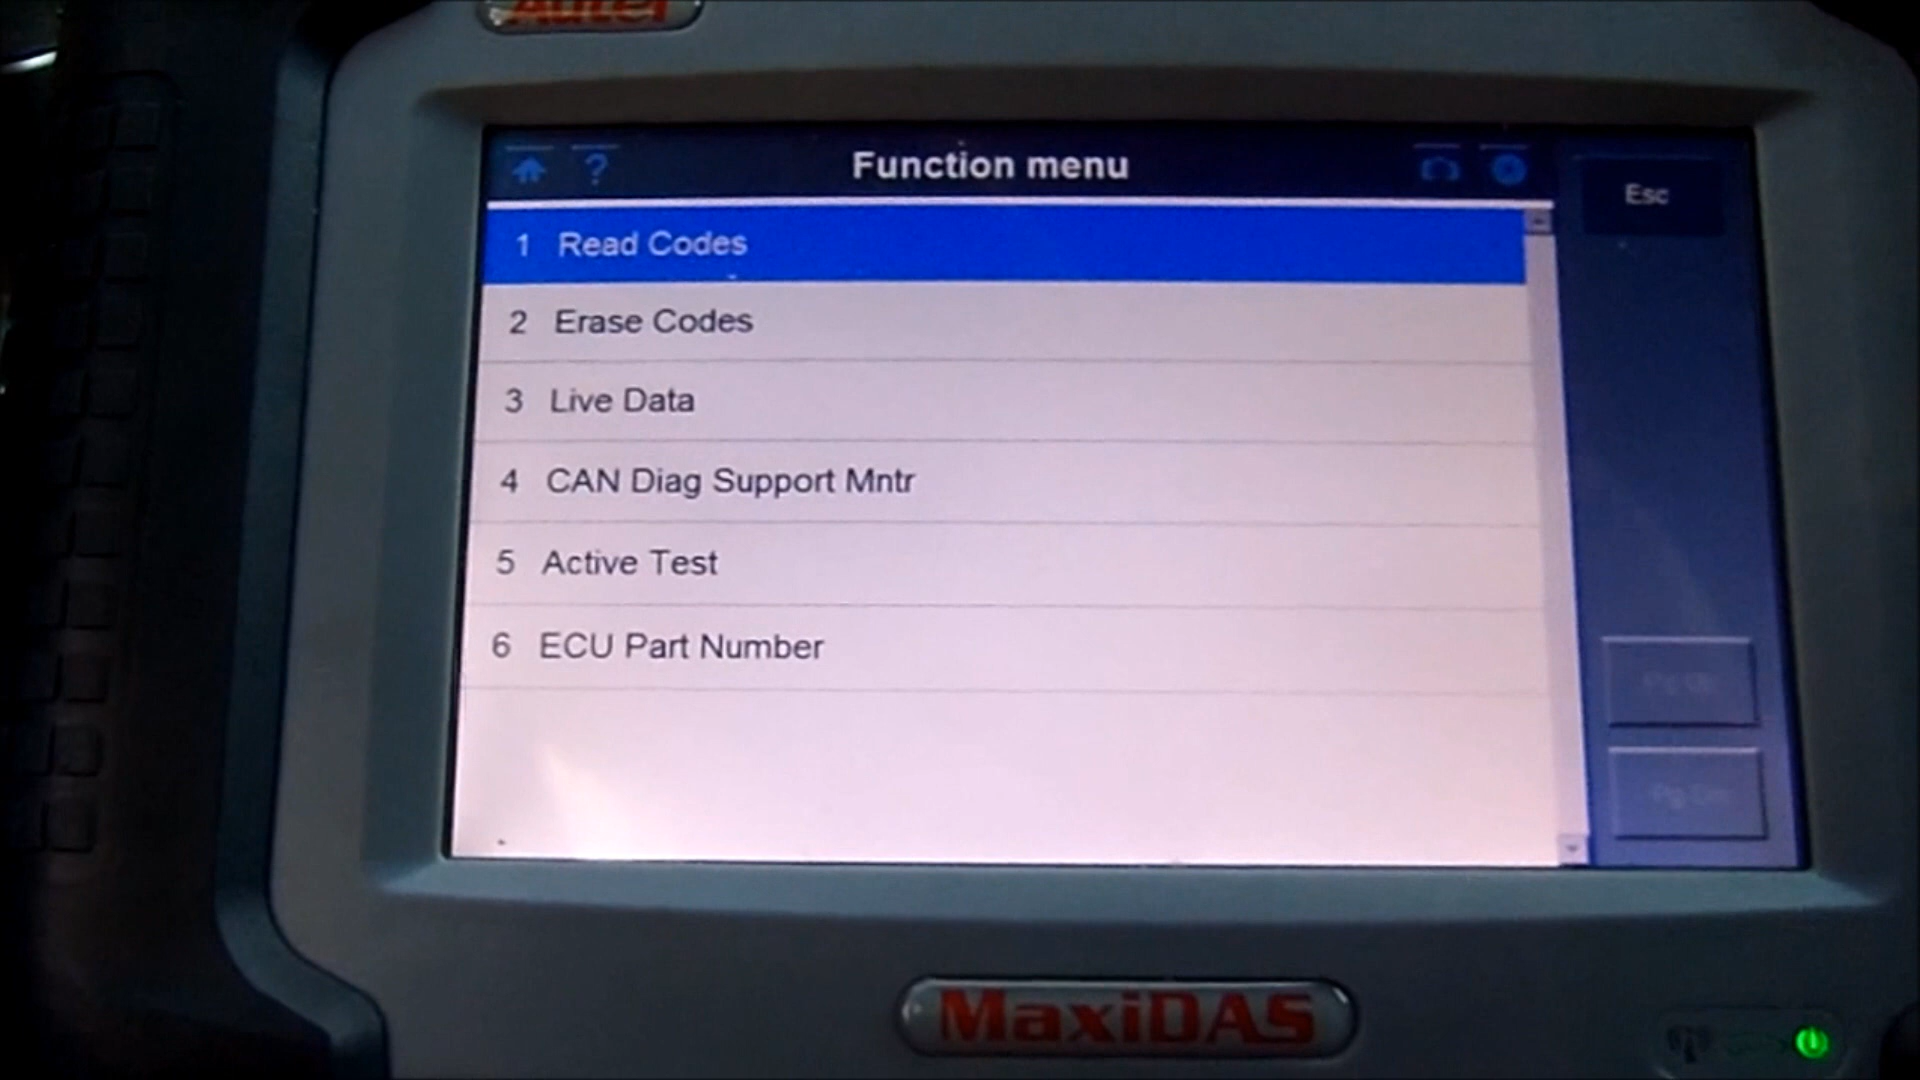 Autel
Function menu
Esc
1 Read Codes
2 Erase Codes
3 Live Data
4 CAN Diag Support Mntr
5 Active Test
6 ECU Part Number
MaxiDAS